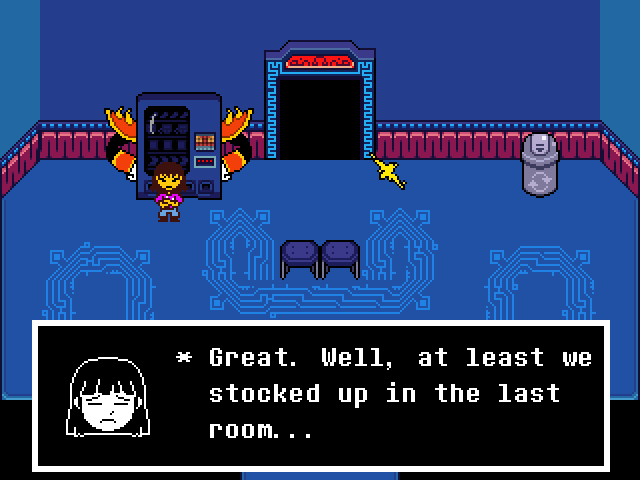 * Great. Well, at least we
stocked up in the last
room...